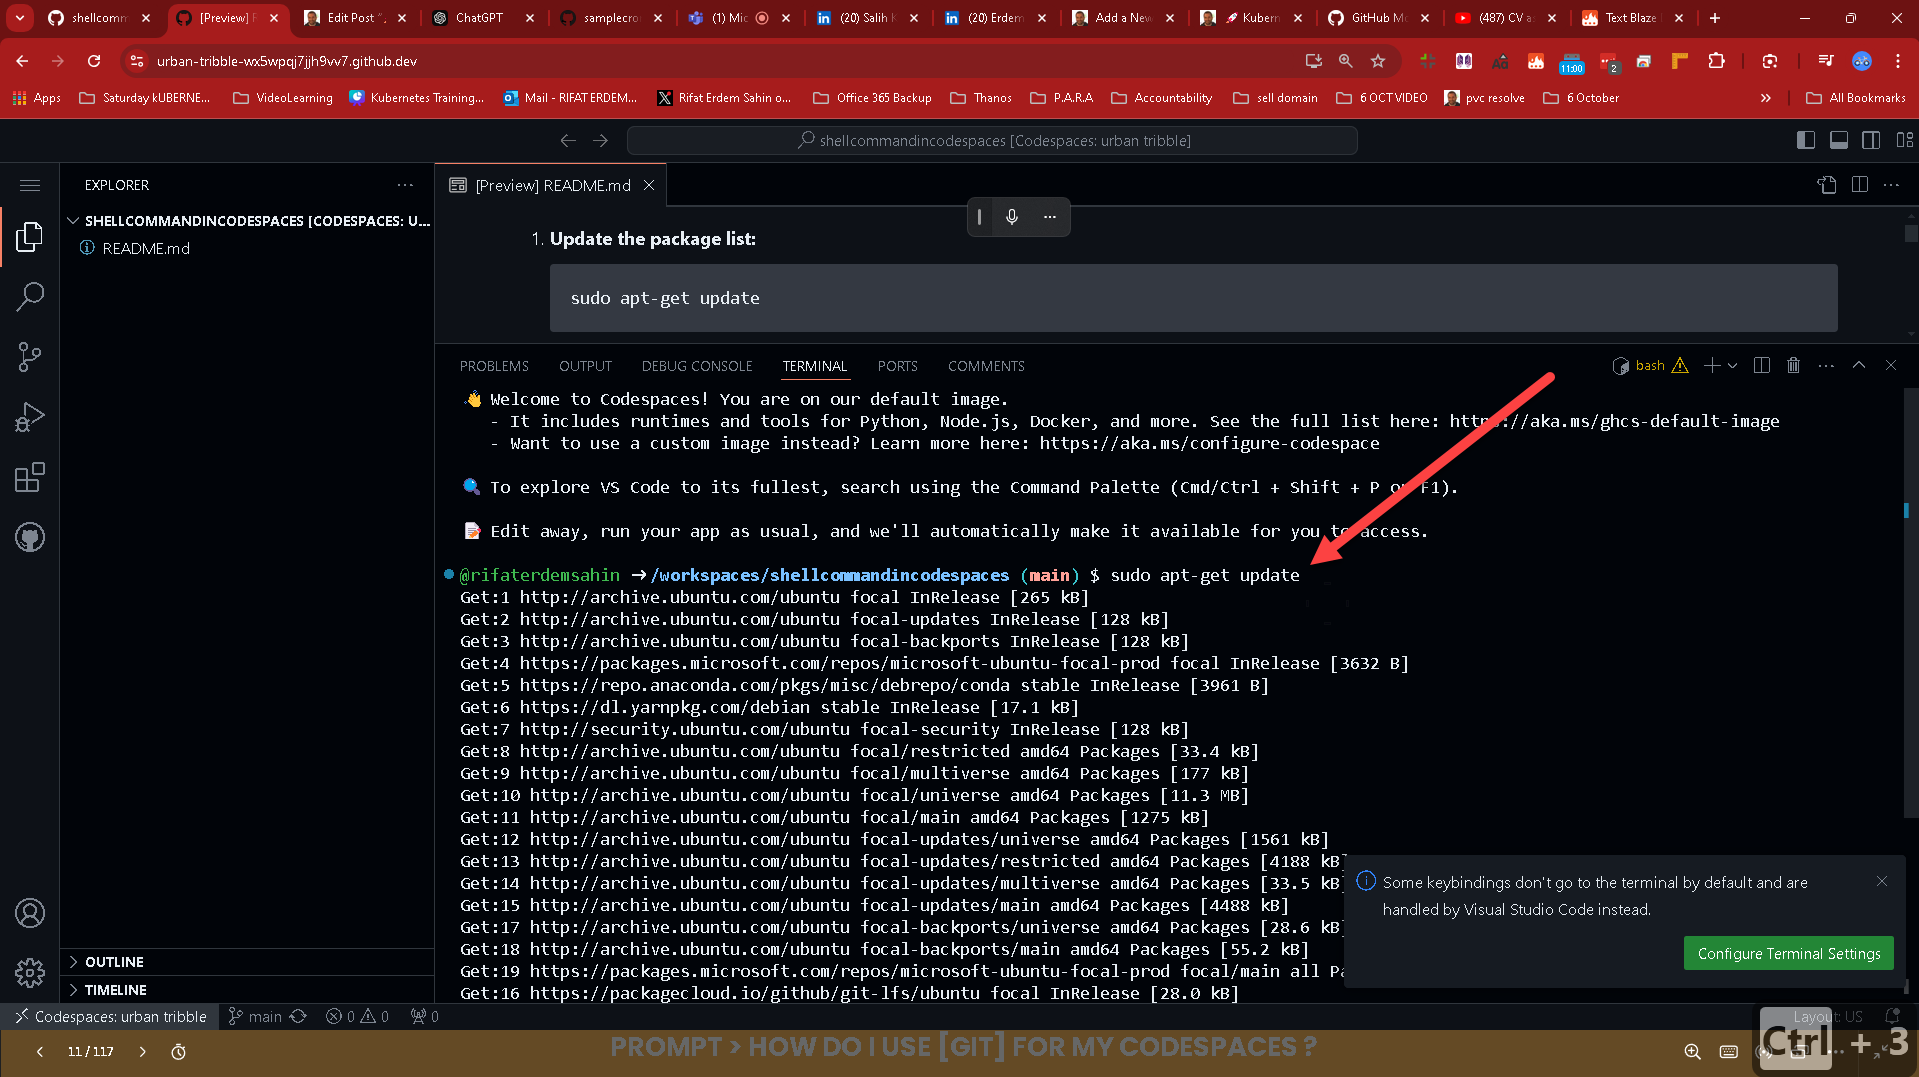 shellcomm
[Preview] R
Edit Post "
ChatGPT
samplecro
(1) Mic
(20) Salih K
(20) Erdem
Add a New
Kubern
GitHub Mo
(487) CV a
Text Blaze
urban-tribble-wx5wpqj7jjh9vv7.github.dev
11:00
2
Apps
Saturday kUBERNE...
VideoLearning
Kubernetes Training...
Mail - RIFAT ERDEM...
Rifat Erdem Sahin o...
Office 365 Backup
Thanos
P.A.R.A
Accountability
sell domain
6 OCT VIDEO
pvc resolve
6 October
All Bookmarks
shellcommandincodespaces [Codespaces: urban tribble]
EXPLORER
SHELLCOMMANDINCODESPACES [CODESPACES: U...
README.md
[Preview] README.md
1. Update the package list:
sudo apt-get update
PROBLEMS OUTPUT DEBUG CONSOLE TERMINAL PORTS COMMENTS
bash
👋 Welcome to Codespaces! You are on our default image.
- It includes runtimes and tools for Python, Node.js, Docker, and more. See the full list here: https://aka.ms/ghcs-default-image
- Want to use a custom image instead? Learn more here: https://aka.ms/configure-codespace
🔍 To explore VS Code to its fullest, search using the Command Palette (Cmd/Ctrl + Shift + P or F1).
📝 Edit away, run your app as usual, and we'll automatically make it available for you to access.
@rifaterdemsahin ➜ /workspaces/shellcommandincodespaces (main) $ sudo apt-get update
Get:1 http://archive.ubuntu.com/ubuntu focal InRelease [265 kB]
Get:2 http://archive.ubuntu.com/ubuntu focal-updates InRelease [128 kB]
Get:3 http://archive.ubuntu.com/ubuntu focal-backports InRelease [128 kB]
Get:4 https://packages.microsoft.com/repos/microsoft-ubuntu-focal-prod focal InRelease [3632 B]
Get:5 https://repo.anaconda.com/pkgs/misc/debrepo/conda stable InRelease [3961 B]
Get:6 https://dl.yarnpkg.com/debian stable InRelease [17.1 kB]
Get:7 http://security.ubuntu.com/ubuntu focal-security InRelease [128 kB]
Get:8 http://archive.ubuntu.com/ubuntu focal/restricted amd64 Packages [33.4 kB]
Get:9 http://archive.ubuntu.com/ubuntu focal/multiverse amd64 Packages [177 kB]
Get:10 http://archive.ubuntu.com/ubuntu focal/universe amd64 Packages [11.3 MB]
Get:11 http://archive.ubuntu.com/ubuntu focal/main amd64 Packages [1275 kB]
Get:12 http://archive.ubuntu.com/ubuntu focal-updates/universe amd64 Packages [1561 kB]
Get:13 http://archive.ubuntu.com/ubuntu focal-updates/restricted amd64 Packages [4188 kB]
Get:14 http://archive.ubuntu.com/ubuntu focal-updates/multiverse amd64 Packages [33.5 kB]
Get:15 http://archive.ubuntu.com/ubuntu focal-updates/main amd64 Packages [4488 kB]
Get:17 http://archive.ubuntu.com/ubuntu focal-backports/universe amd64 Packages [28.6 kB]
Get:18 http://archive.ubuntu.com/ubuntu focal-backports/main amd64 Packages [55.2 kB]
Get:19 https://packages.microsoft.com/repos/microsoft-ubuntu-focal-prod focal/main all Pa
Get:16 https://packagecloud.io/github/git-lfs/ubuntu focal InRelease [28.0 kB]
Some keybindings don't go to the terminal by default and are
handled by Visual Studio Code instead.
Configure Terminal Settings
OUTLINE
TIMELINE
Codespaces: urban tribble
main
0 0
0
Layout: US
11 / 117
PROMPT > HOW DO I USE [GIT] FOR MY CODESPACES ?
Ctrl + 3